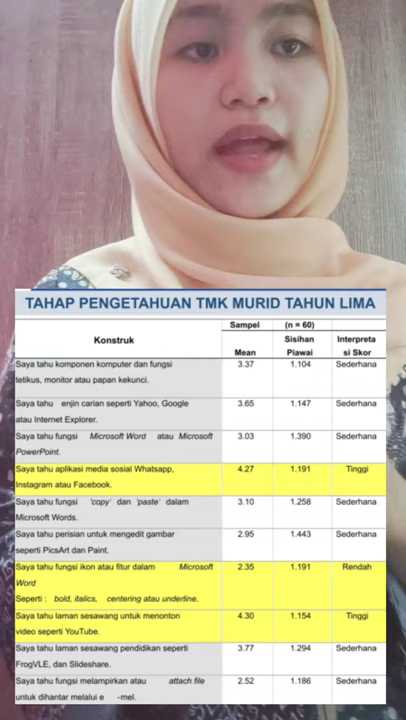 TAHAP PENGETAHUAN TMK MURID TAHUN LIMA
Konstruk Sampel (n = 60)
Mean Sisihan Piawai Interpreta si Skor
Saya tahu komponen komputer dan fungsi 3.37 1.104 Sederhana
tetikus, monitor atau papan kekunci.
Saya tahu enjin carian seperti Yahoo, Google 3.65 1.147 Sederhana
atau Internet Explorer.
Saya tahu fungsi Microsoft Word atau Microsoft 3.03 1.390 Sederhana
PowerPoint.
Saya tahu aplikasi media sosial Whatsapp, 4.27 1.191 Tinggi
Instagram atau Facebook.
Saya tahu fungsi 'copy' dan 'paste' dalam 3.10 1.258 Sederhana
Microsoft Words.
Saya tahu perisian untuk mengedit gambar 2.95 1.443 Sederhana
seperti PicsArt dan Paint.
Saya tahu fungsi ikon atau fitur dalam Microsoft 2.35 1.191 Rendah
Word
Seperti : bold, italics, centering atau underline.
Saya tahu laman sesawang untuk menonton 4.30 1.154 Tinggi
video seperti YouTube.
Saya tahu laman sesawang pendidikan seperti 3.77 1.294 Sederhana
FrogVLE, dan Slideshare.
Saya tahu fungsi melampirkan atau attach file 2.52 1.186 Sederhana
untuk dihantar melalui e -mel.